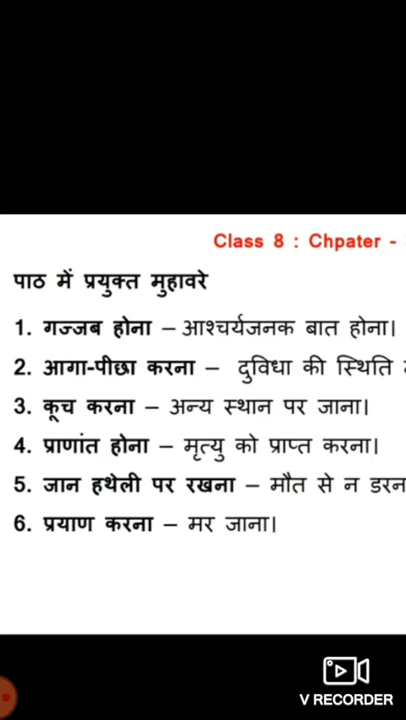 Class 8 : Chpater -
पाठ में प्रयुक्त मुहावरे
1. गज्जब होना – आश्चर्यजनक बात होना।
2. आगा-पीछा करना – दुविधा की स्थिति
3. कूच करना – अन्य स्थान पर जाना।
4. प्राणांत होना – मृत्यु को प्राप्त करना।
5. जान हथेली पर रखना – मौत से न डरन
6. प्रयाण करना – मर जाना।
V RECORDER